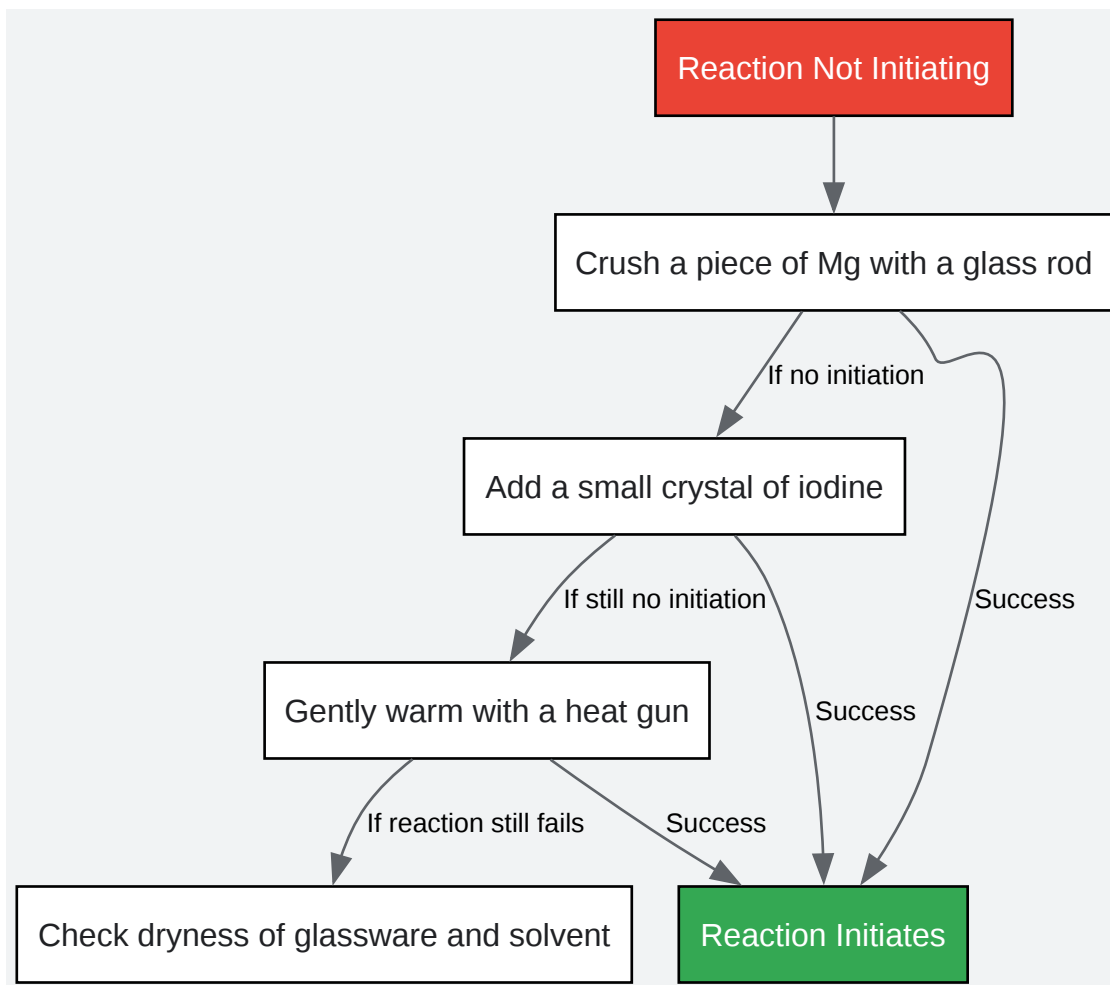 Reaction Not Initiating
Crush a piece of Mg with a glass rod
If no initiation
Add a small crystal of iodine
If still no initiation
Success
Gently warm with a heat gun
Success
If reaction still fails
Success
Check dryness of glassware and solvent
Reaction Initiates